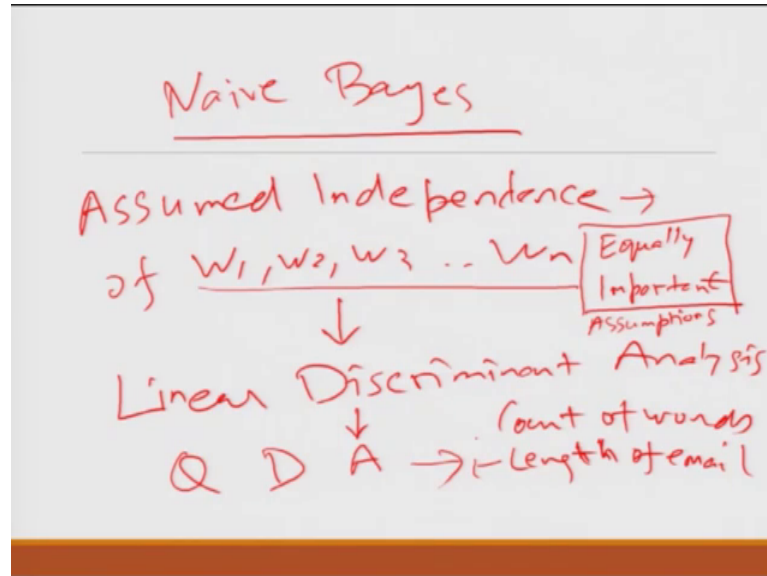 Naive Bayes
Assumed Independence →
of W1, W2, W3 .. Wn
Equally
Important
Assumptions
Linear Discriminant Analysis
Count of words
Q D A → Length of email